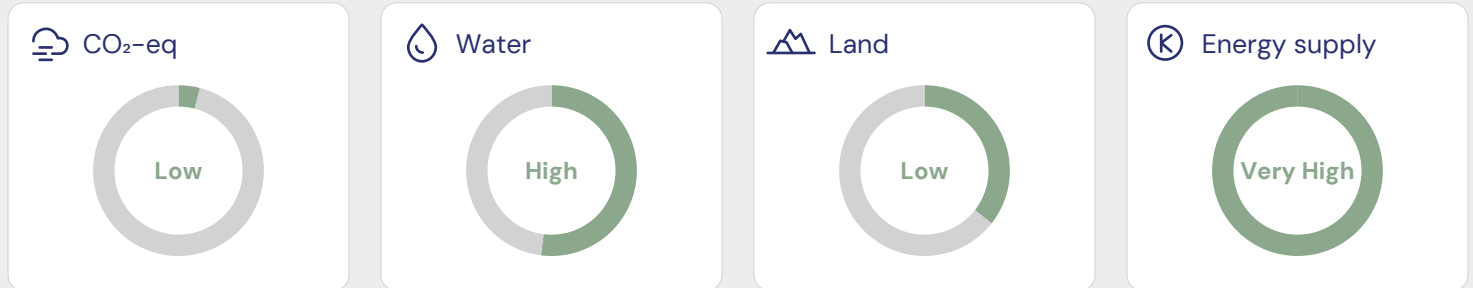 CO₂-eq
Low
Water
High
Land
Low
Energy supply
Very High